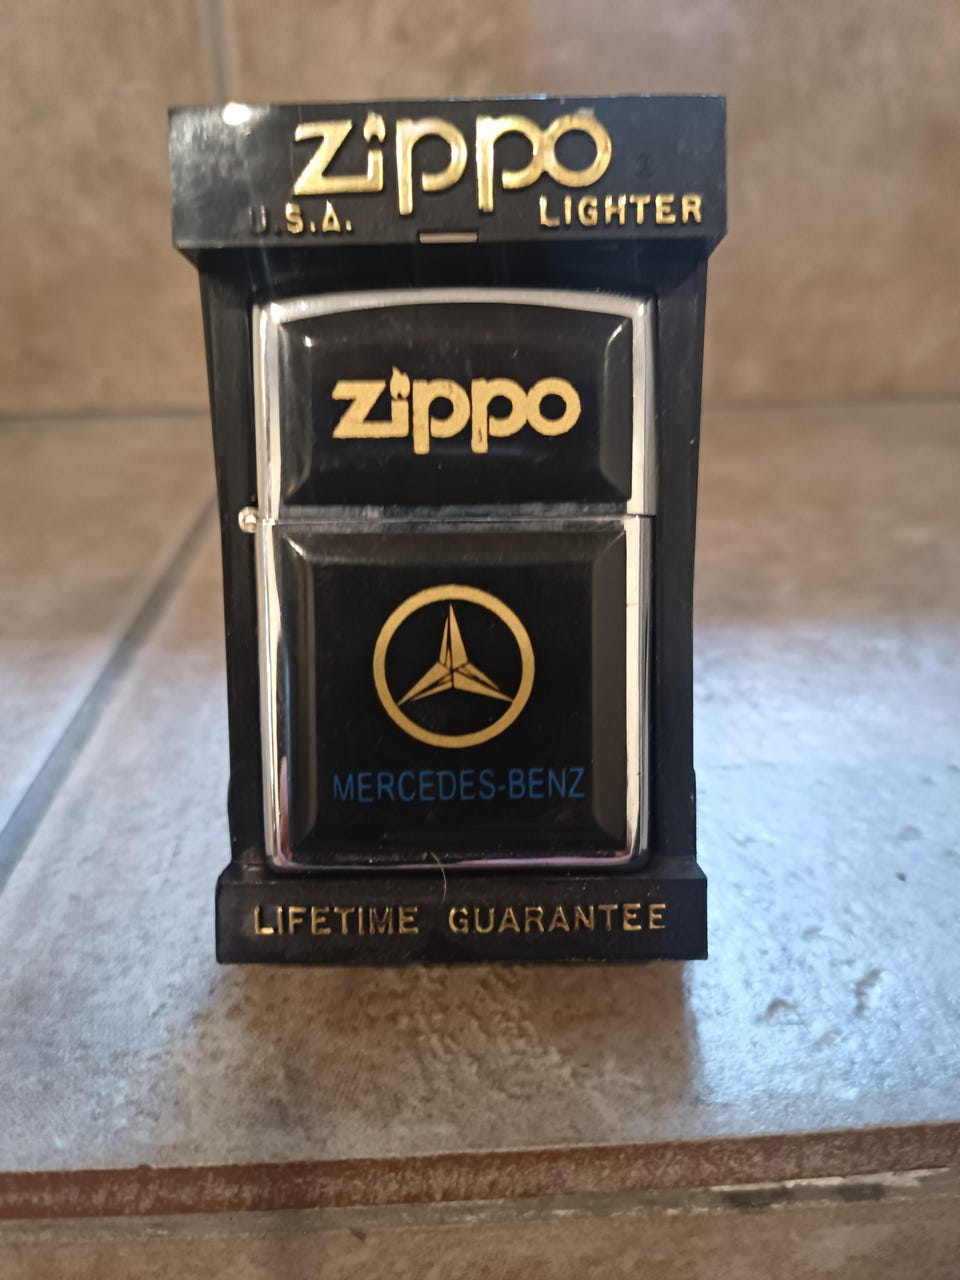 Zippo
U.S.A. LIGHTER
Zippo
MERCEDES-BENZ
LIFETIME GUARANTEE